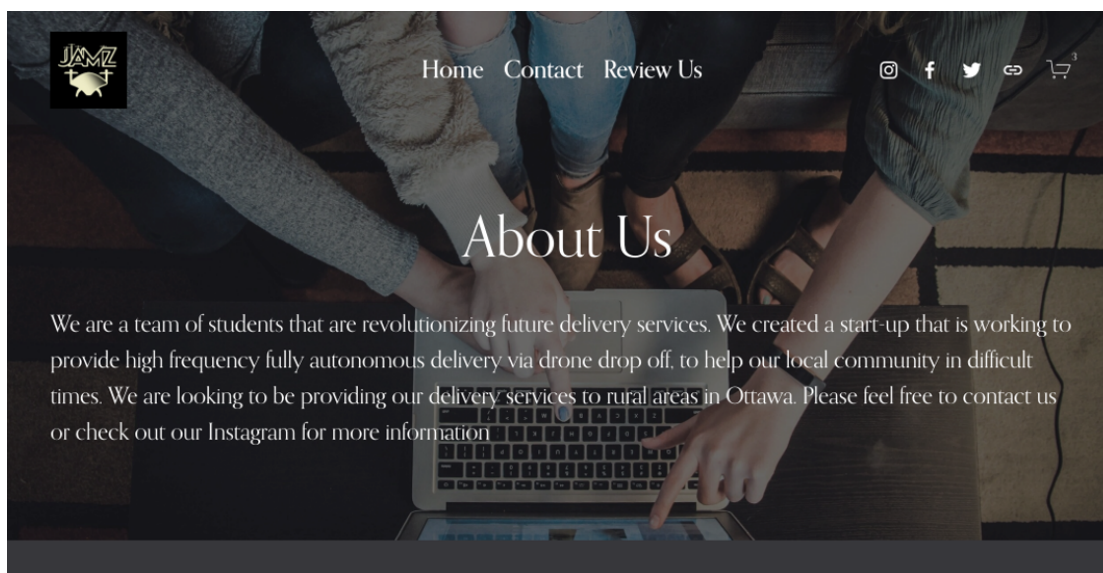 JAMZ
Home Contact Review Us
3
About Us
We are a team of students that are revolutionizing future delivery services. We created a start-up that is working to
provide high frequency fully autonomous delivery via drone drop off, to help our local community in difficult
times. We are looking to be providing our delivery services to rural areas in Ottawa. Please feel free to contact us
or check out our Instagram for more information